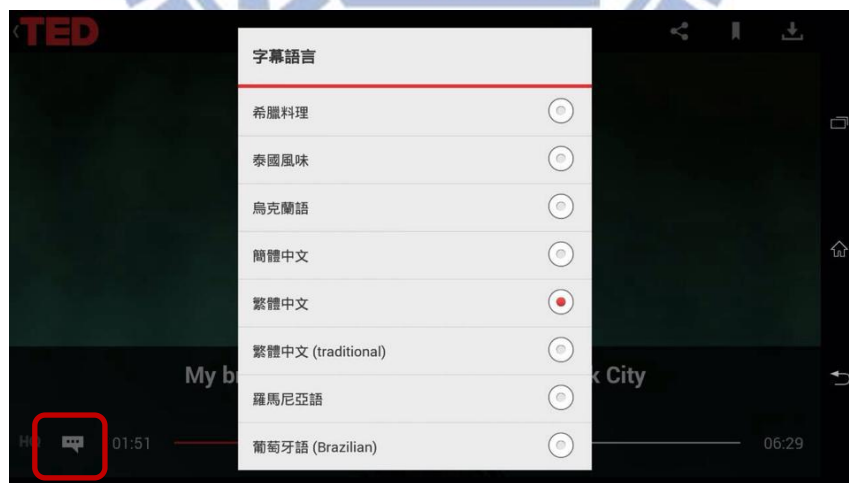 TED
字幕語言
希臘料理
泰國風味
烏克蘭語
簡體中文
繁體中文
繁體中文 (traditional)
羅馬尼亞語
葡萄牙語 (Brazilian)
My b
k City
HQ
01:51
06:29